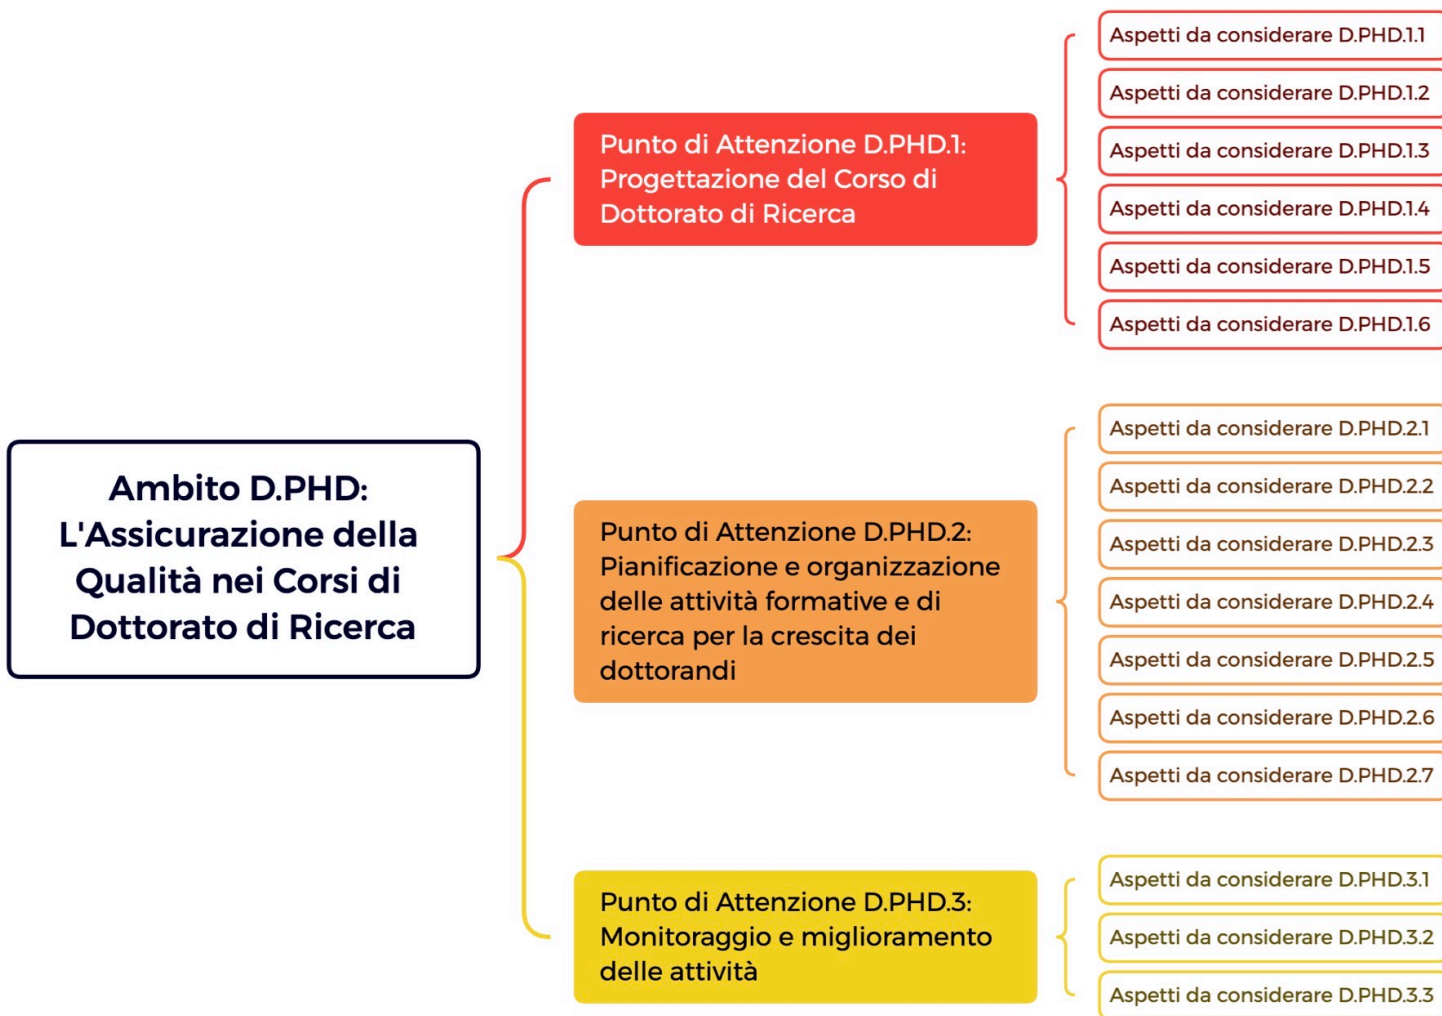 Ambito D.PHD:
L'Assicurazione della
Qualità nei Corsi di
Dottorato di Ricerca
Punto di Attenzione D.PHD.1:
Progettazione del Corso di
Dottorato di Ricerca
Aspetti da considerare D.PHD.1.1
Aspetti da considerare D.PHD.1.2
Aspetti da considerare D.PHD.1.3
Aspetti da considerare D.PHD.1.4
Aspetti da considerare D.PHD.1.5
Aspetti da considerare D.PHD.1.6
Punto di Attenzione D.PHD.2:
Pianificazione e organizzazione
delle attività formative e di
ricerca per la crescita dei
dottorandi
Aspetti da considerare D.PHD.2.1
Aspetti da considerare D.PHD.2.2
Aspetti da considerare D.PHD.2.3
Aspetti da considerare D.PHD.2.4
Aspetti da considerare D.PHD.2.5
Aspetti da considerare D.PHD.2.6
Aspetti da considerare D.PHD.2.7
Punto di Attenzione D.PHD.3:
Monitoraggio e miglioramento
delle attività
Aspetti da considerare D.PHD.3.1
Aspetti da considerare D.PHD.3.2
Aspetti da considerare D.PHD.3.3